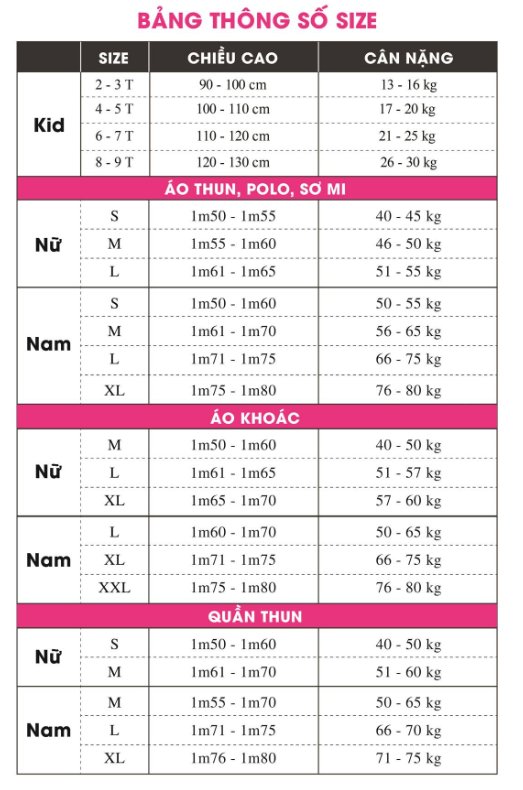 BẢNG THÔNG SỐ SIZE
SIZE CHIỀU CAO CÂN NẶNG
Kid
2 - 3 T 90 - 100 cm 13 - 16 kg
4 - 5 T 100 - 110 cm 17 - 20 kg
6 - 7 T 110 - 120 cm 21 - 25 kg
8 - 9 T 120 - 130 cm 26 - 30 kg
ÁO THUN, POLO, SƠ MI
Nữ
S 1m50 - 1m55 40 - 45 kg
M 1m55 - 1m60 46 - 50 kg
L 1m61 - 1m65 51 - 55 kg
Nam
S 1m50 - 1m60 50 - 55 kg
M 1m61 - 1m70 56 - 65 kg
L 1m71 - 1m75 66 - 75 kg
XL 1m75 - 1m80 76 - 80 kg
ÁO KHOÁC
Nữ
M 1m50 - 1m60 40 - 50 kg
L 1m61 - 1m65 51 - 57 kg
XL 1m65 - 1m70 57 - 60 kg
Nam
L 1m60 - 1m70 50 - 65 kg
XL 1m71 - 1m75 66 - 75 kg
XXL 1m75 - 1m80 76 - 80 kg
QUẦN THUN
Nữ
S 1m50 - 1m60 40 - 50 kg
M 1m61 - 1m70 51 - 60 kg
Nam
M 1m55 - 1m70 50 - 65 kg
L 1m71 - 1m75 66 - 70 kg
XL 1m76 - 1m80 71 - 75 kg